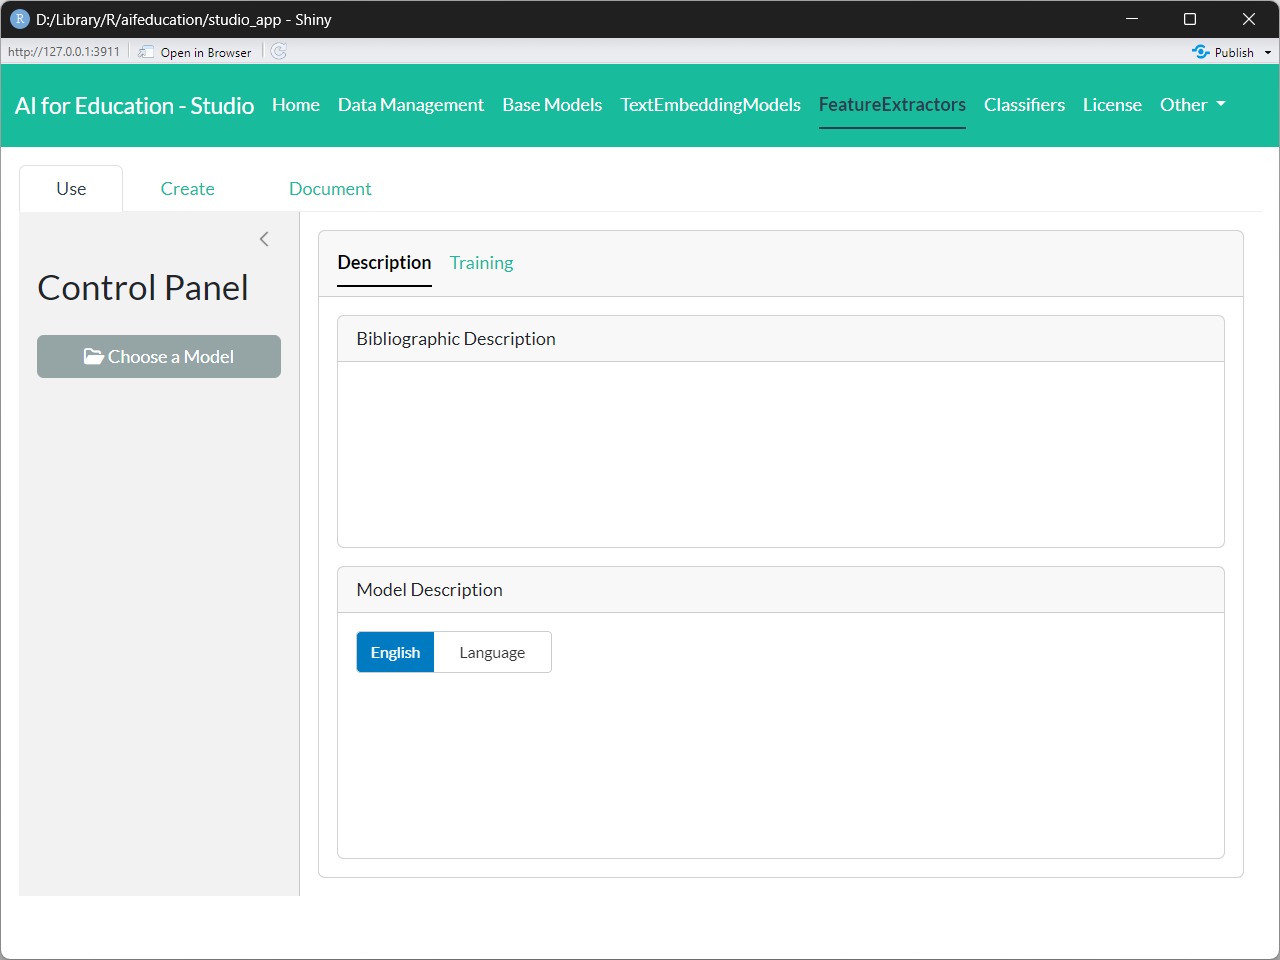 R D:/Library/R/aifeducation/studio_app - Shiny
http://127.0.0.1:3911 Open in Browser Publish
AI for Education - Studio Home Data Management Base Models TextEmbeddingModels FeatureExtractors Classifiers License Other
Use Create Document
Control Panel
Choose a Model
Description Training
Bibliographic Description
Model Description
English Language